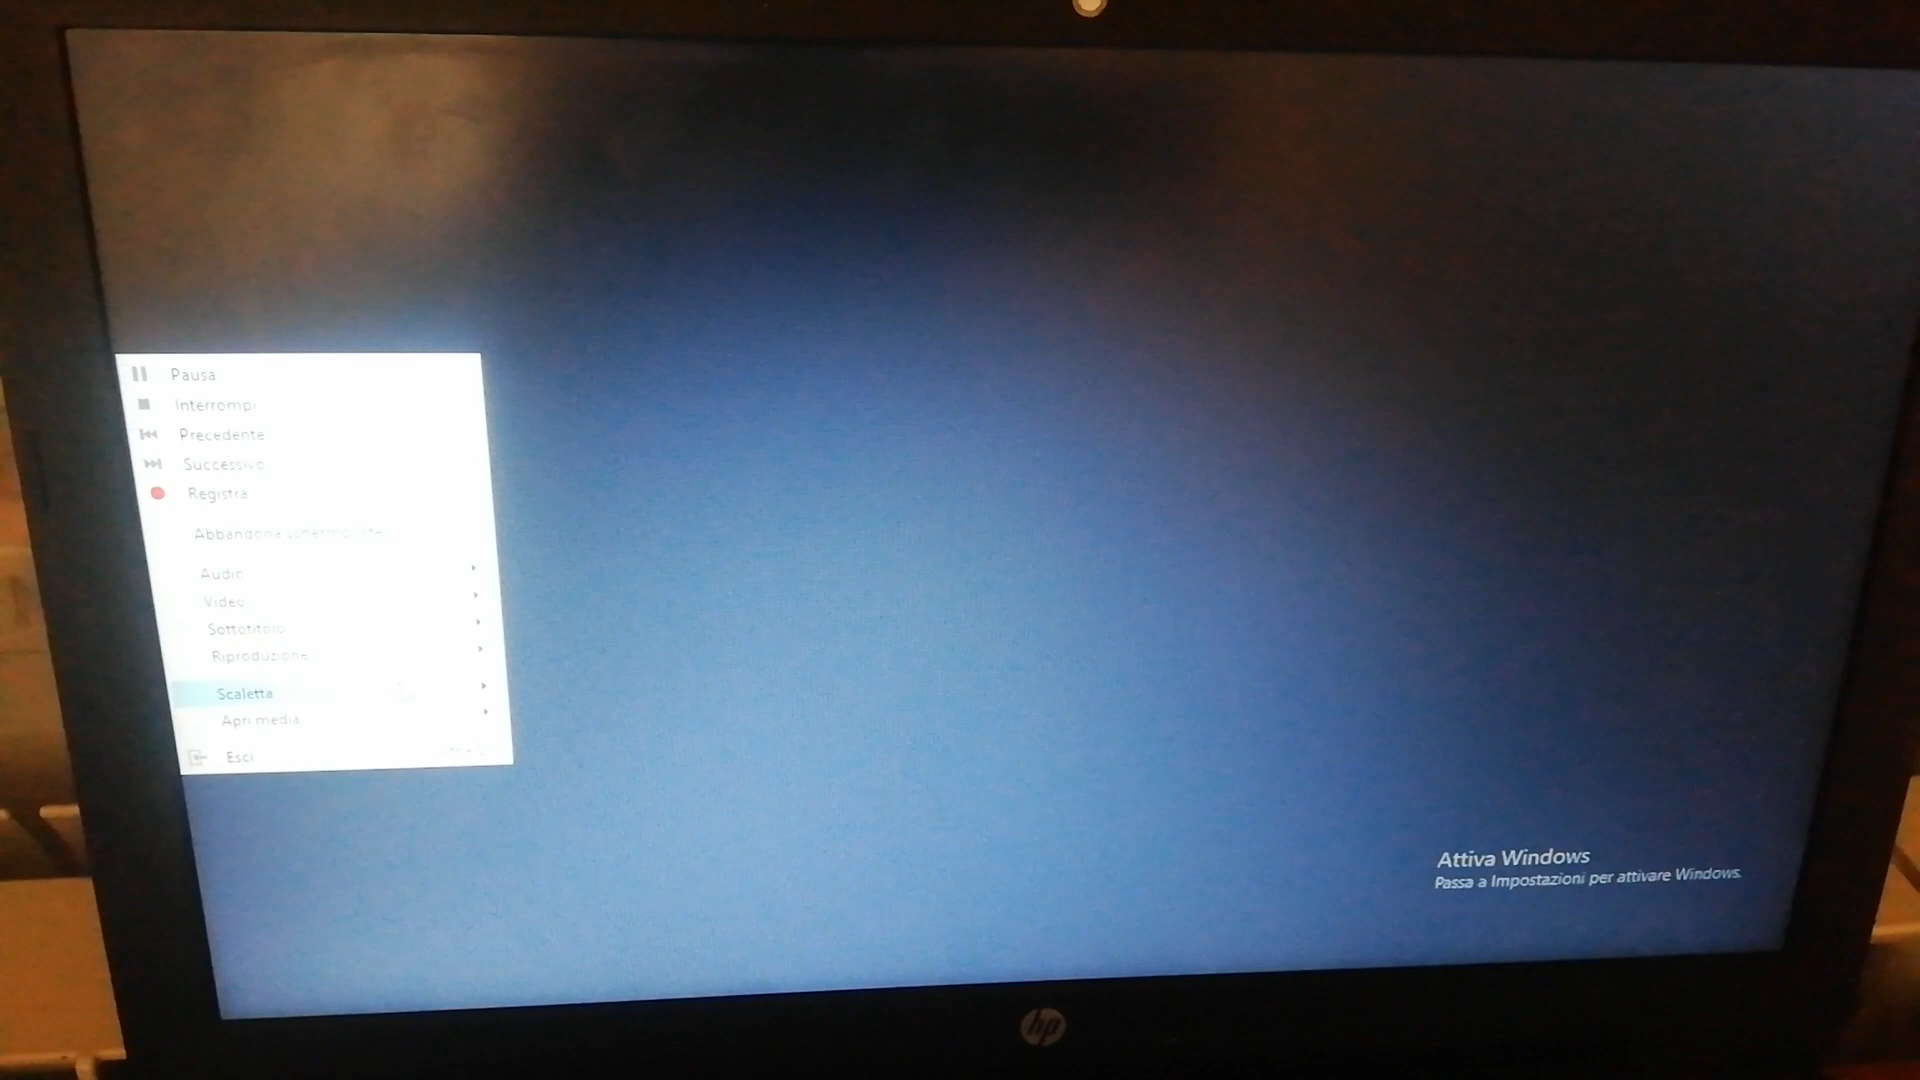 Pausa
Interrompi
Precedente
Successivo
Registra
Abbandona schermo
Audio
Video
Sottotitolo
Riproduzione
Scaletta
Apri media
Esci
Attiva Windows
Passa a Impostazioni per attivare Windows.
hp